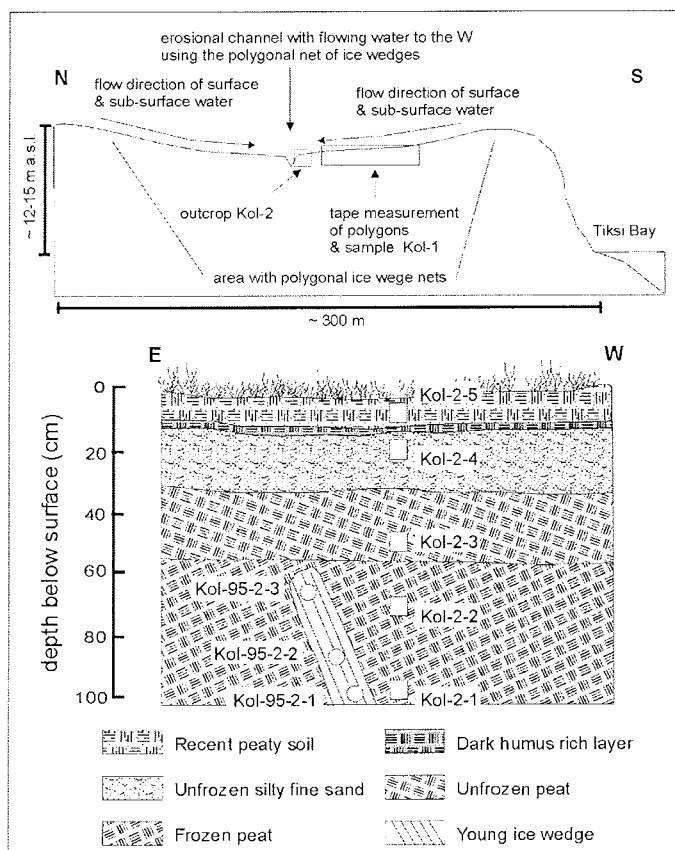 erosional channel with flowing water to the W
using the polygonal net of ice wedges
N
S
flow direction of surface
& sub-surface water
flow direction of surface
& sub-surface water
~ 12-15 m a.s.l.
outcrop Kol-2
tape measurement
of polygons
& sample Kol-1
Tiksi Bay
area with polygonal ice wege nets
~ 300 m
E
W
depth below surface (cm)
0
20
40
60
80
100
Kol-2-5
Kol-2-4
Kol-2-3
Kol-95-2-3
Kol-2-2
Kol-95-2-2
Kol-95-2-1
Kol-2-1
Recent peaty soil
Dark humus rich layer
Unfrozen silty fine sand
Unfrozen peat
Frozen peat
Young ice wedge